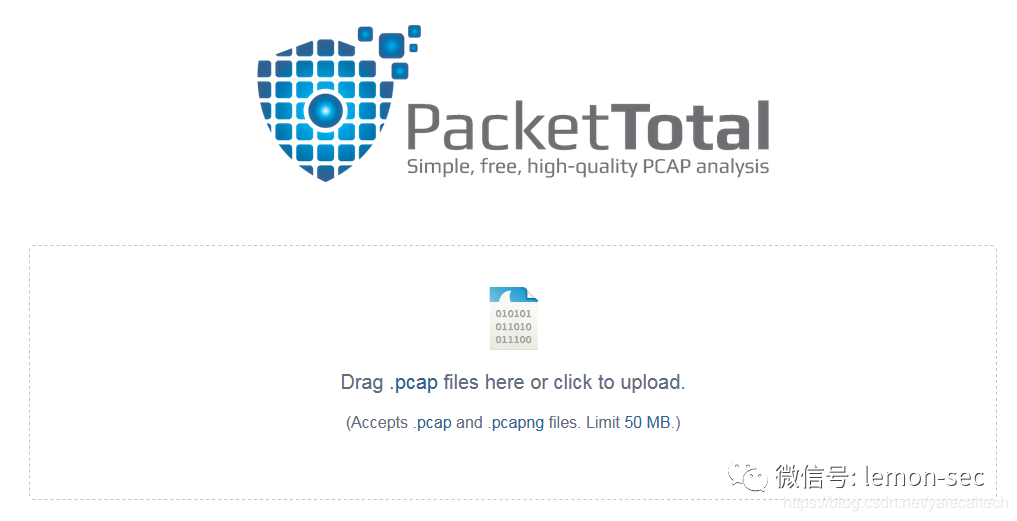 PacketTotal
Simple, free, high-quality PCAP analysis
010101
011010
011100
Drag .pcap files here or click to upload.
(Accepts .pcap and .pcapng files. Limit 50 MB.)
微信号: lemon-sec
https://blog.csdn.net/yalecaltech